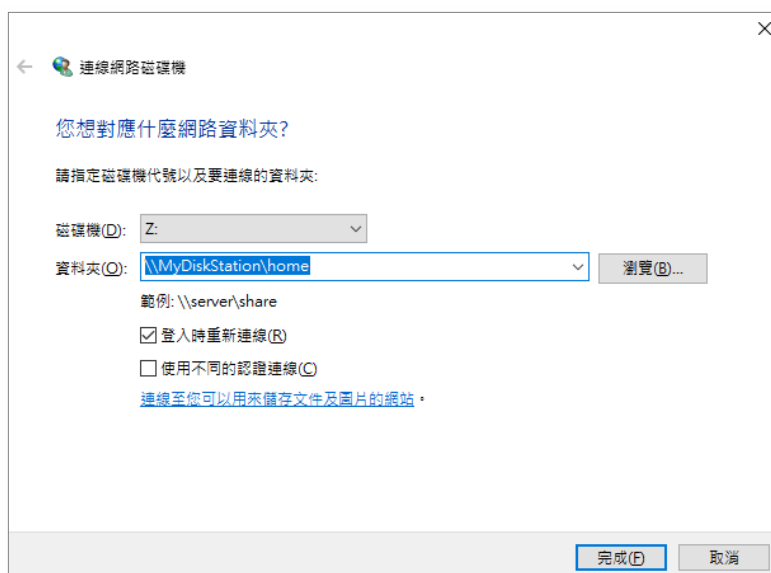 連線網路磁碟機
您想對應什麼網路資料夾?
請指定磁碟機代號以及要連線的資料夾:
磁碟機(D): Z:
資料夾(O): \\MyDiskStation\home 瀏覽(B)...
範例: \\server\share
登入時重新連線(R)
使用不同的認證連線(C)
連線至您可以用來儲存文件及圖片的網站。
完成(F) 取消